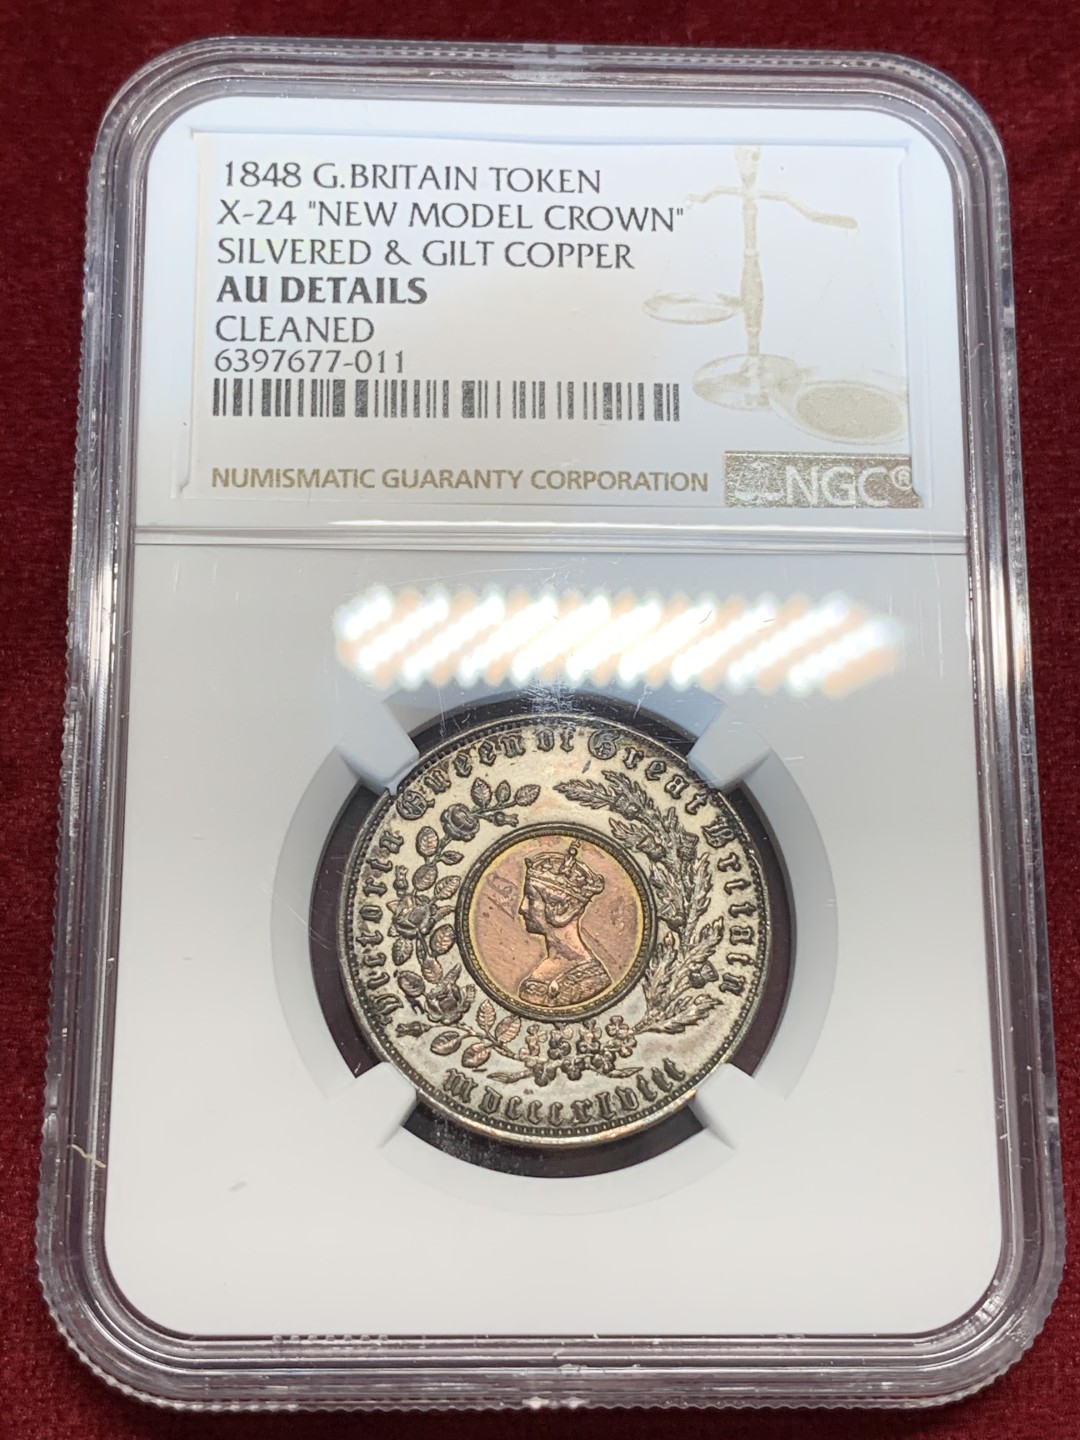 1848 G.BRITAIN TOKEN
X-24 "NEW MODEL CROWN"
SILVERED & GILT COPPER
AU DETAILS
CLEANED
6397677-011
NUMISMATIC GUARANTY CORPORATION
NGC®
Victoria Queen of Great Britain
MDCCCXLVIII